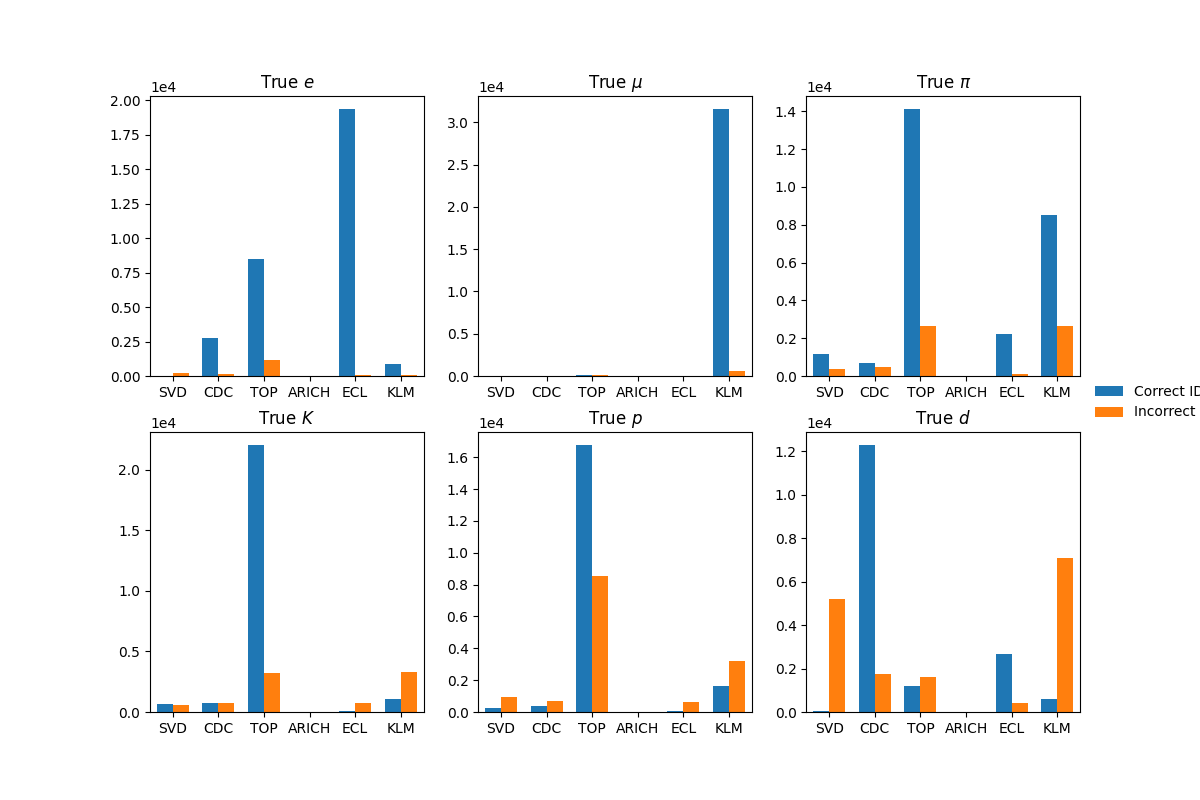 True e
1e4
2.00
1.75
1.50
1.25
1.00
0.75
0.50
0.25
0.00
SVD CDC TOP ARICH ECL KLM
True μ
1e4
3.0
2.5
2.0
1.5
1.0
0.5
0.0
SVD CDC TOP ARICH ECL KLM
True π
1e4
1.4
1.2
1.0
0.8
0.6
0.4
0.2
0.0
SVD CDC TOP ARICH ECL KLM
Correct ID
Incorrect
True K
1e4
2.0
1.5
1.0
0.5
0.0
SVD CDC TOP ARICH ECL KLM
True p
1e4
1.6
1.4
1.2
1.0
0.8
0.6
0.4
0.2
0.0
SVD CDC TOP ARICH ECL KLM
True d
1e4
1.2
1.0
0.8
0.6
0.4
0.2
0.0
SVD CDC TOP ARICH ECL KLM